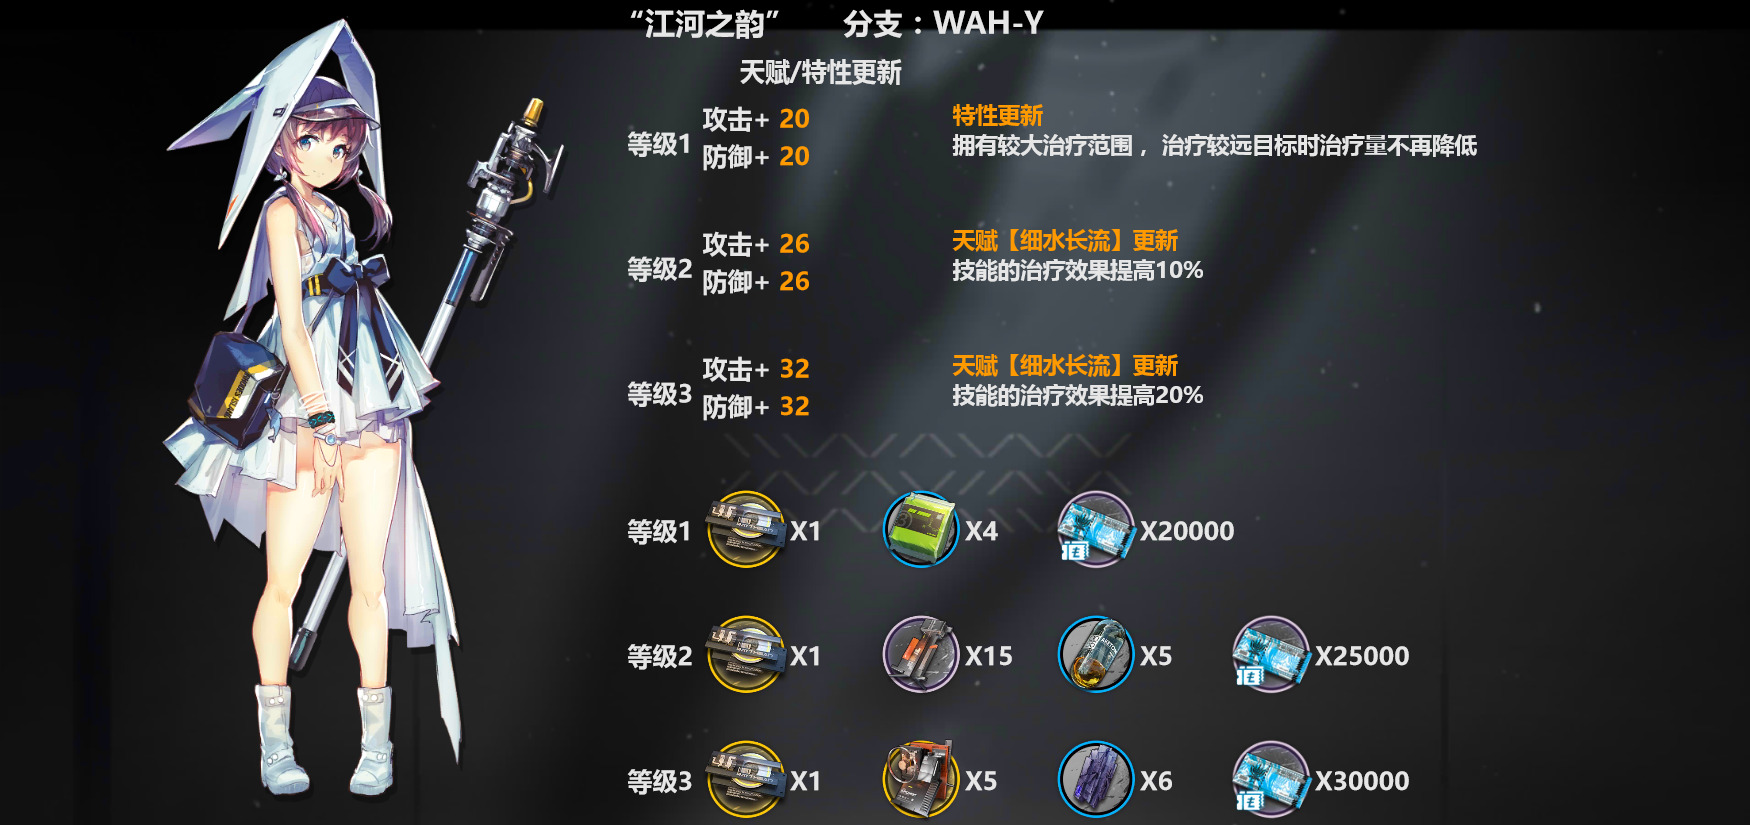 “江河之韵” 分支：WAH-Y
天赋/特性更新
等级1 攻击+ 20 防御+ 20
特性更新
拥有较大治疗范围，治疗较远目标时治疗量不再降低
等级2 攻击+ 26 防御+ 26
天赋【细水长流】更新
技能的治疗效果提高10%
等级3 攻击+ 32 防御+ 32
天赋【细水长流】更新
技能的治疗效果提高20%
等级1 X1 X4 X20000
等级2 X1 X15 X5 X25000
等级3 X1 X5 X6 X30000